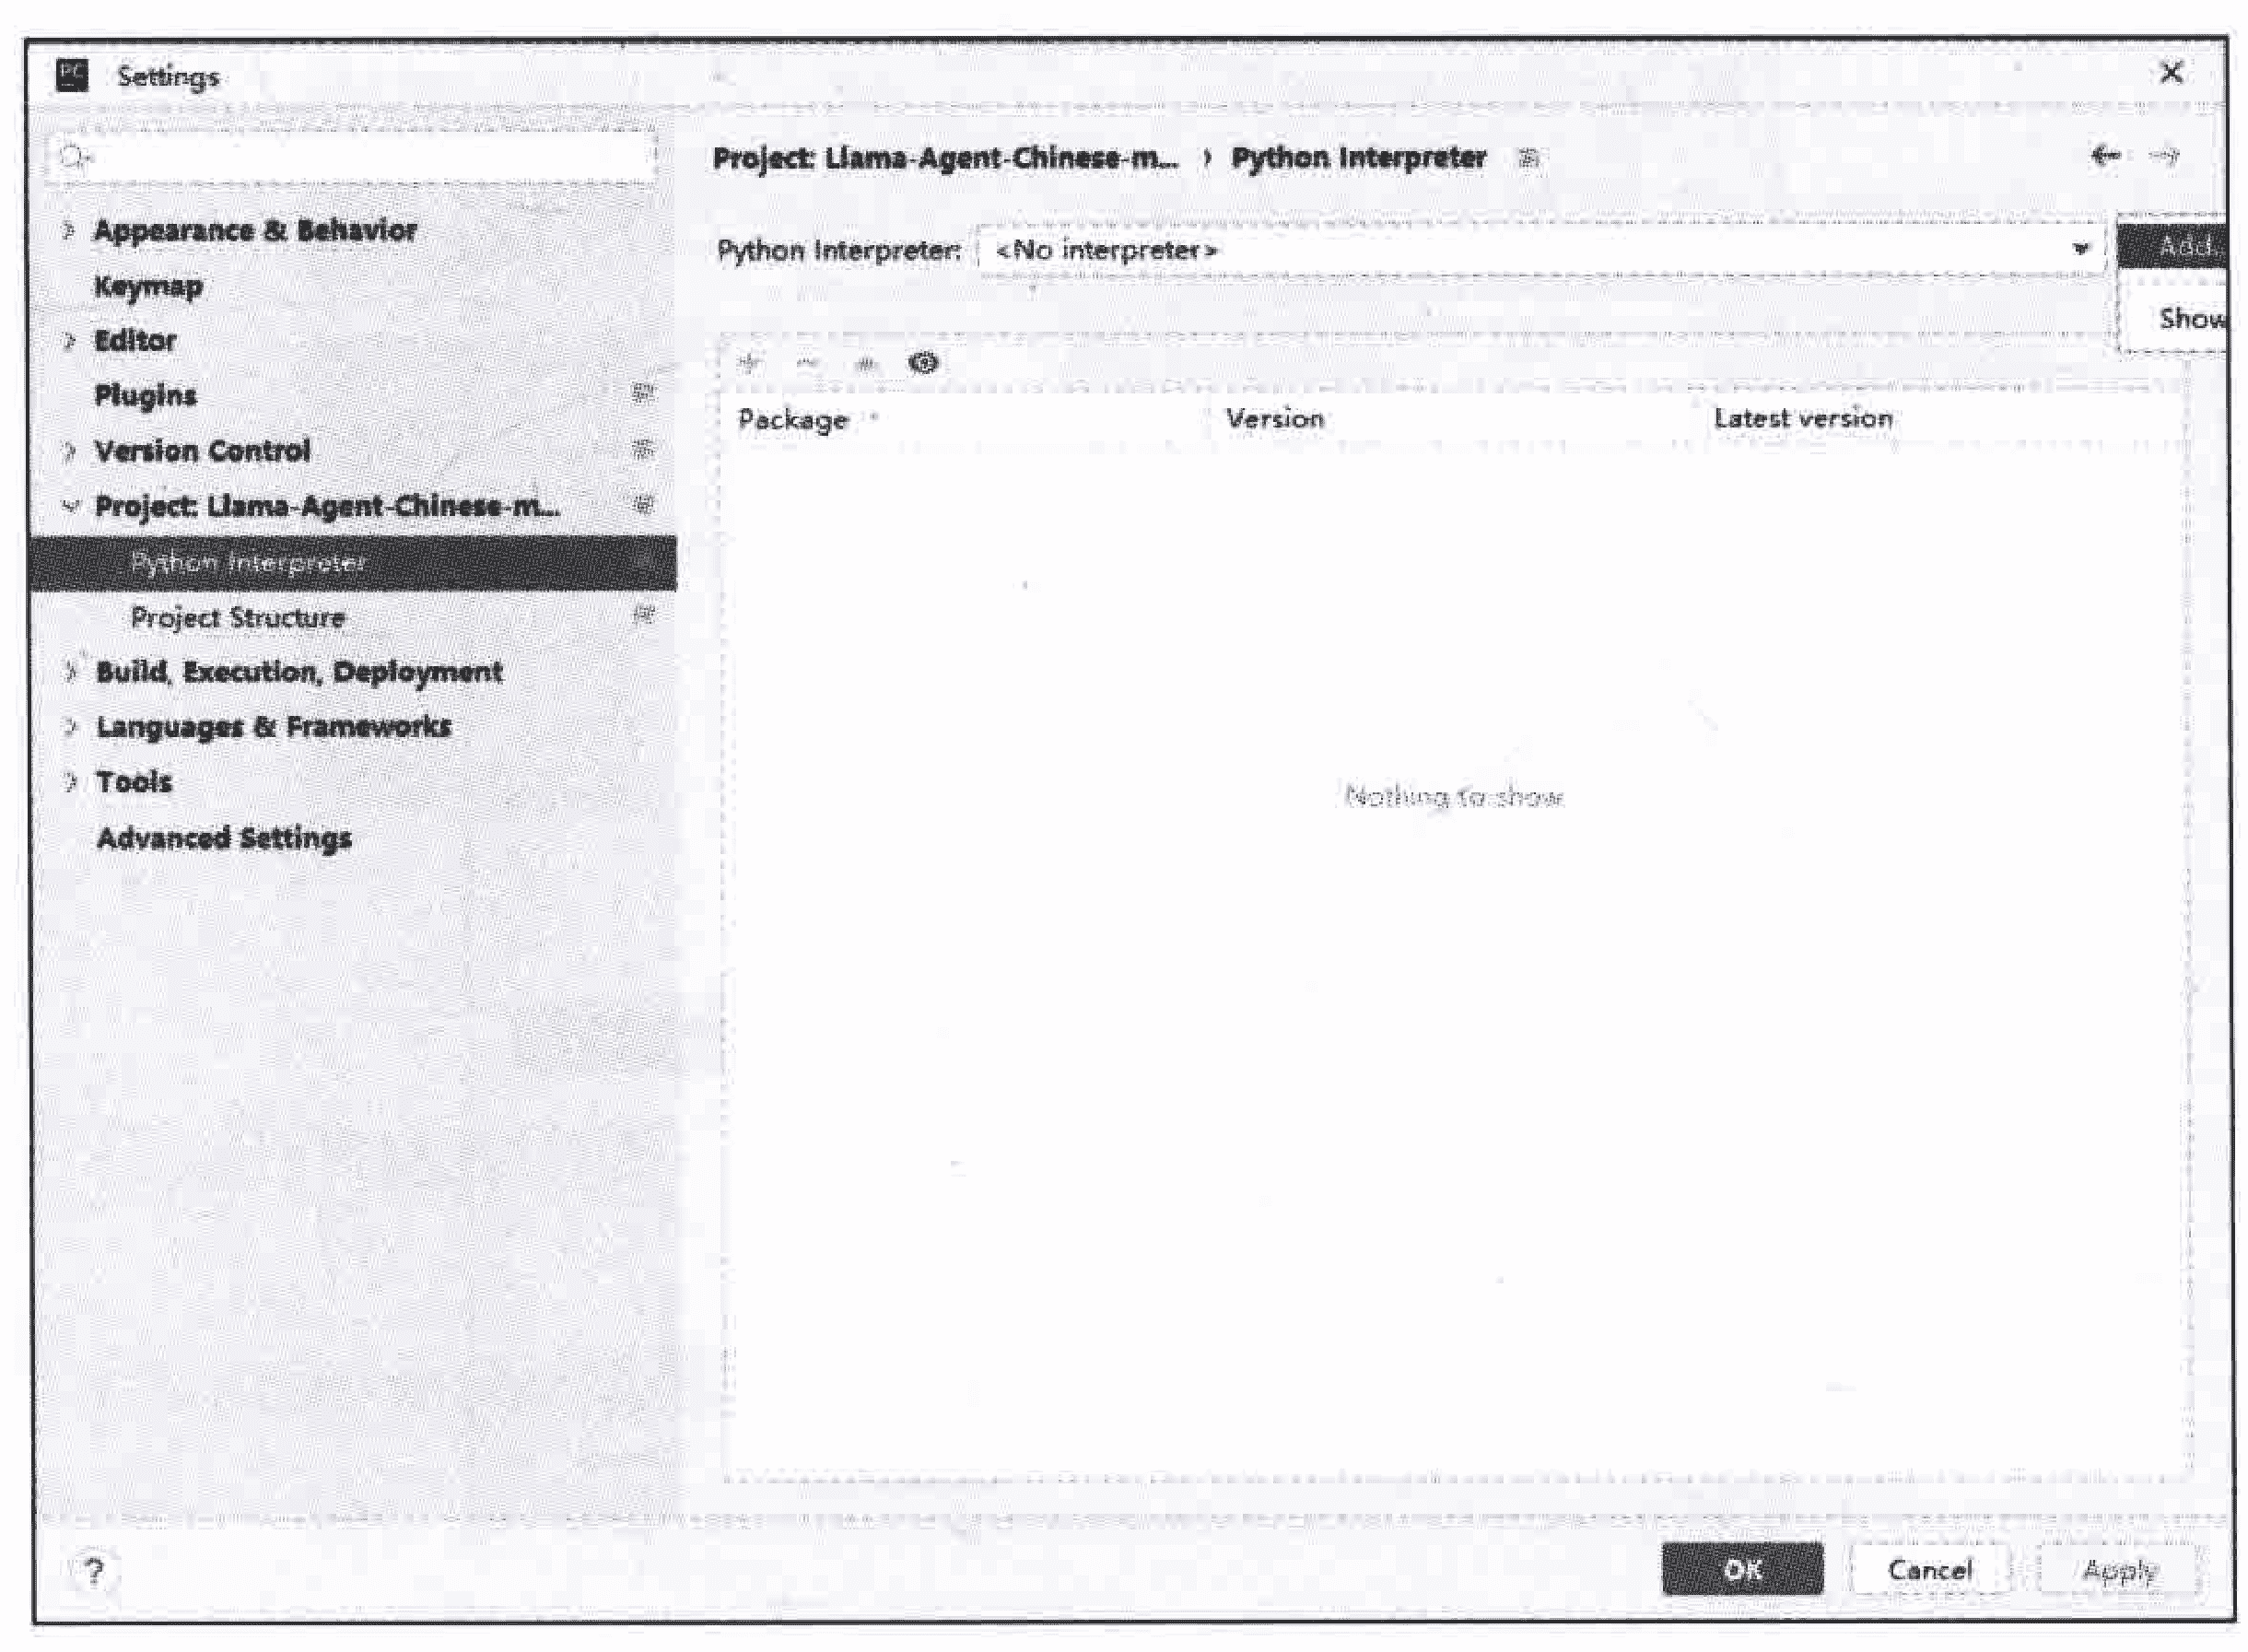 PC Settings
Project: Llama-Agent-Chinese-m... › Python Interpreter
Appearance & Behavior
Keymap
Editor
Plugins
Version Control
Project: Llama-Agent-Chinese-m...
Python Interpreter
Project Structure
Build, Execution, Deployment
Languages & Frameworks
Tools
Advanced Settings
Python Interpreter: <No interpreter>
Add..
Show
Package Version Latest version
Nothing to show
? OK Cancel Apply